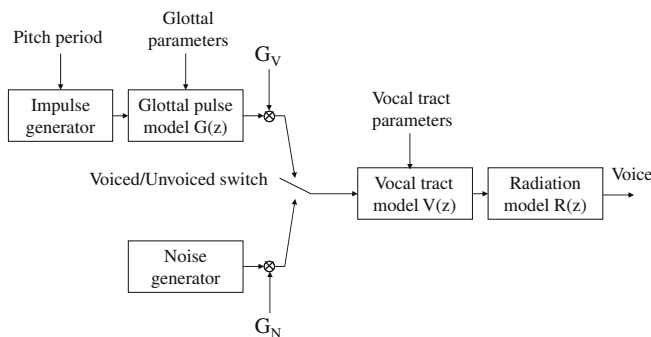 Glottal
parameters
Pitch period
G_V
Impulse
generator
Glottal pulse
model G(z)
Vocal tract
parameters
Voiced/Unvoiced switch
Vocal tract
model V(z)
Radiation
model R(z)
Voice
Noise
generator
G_N